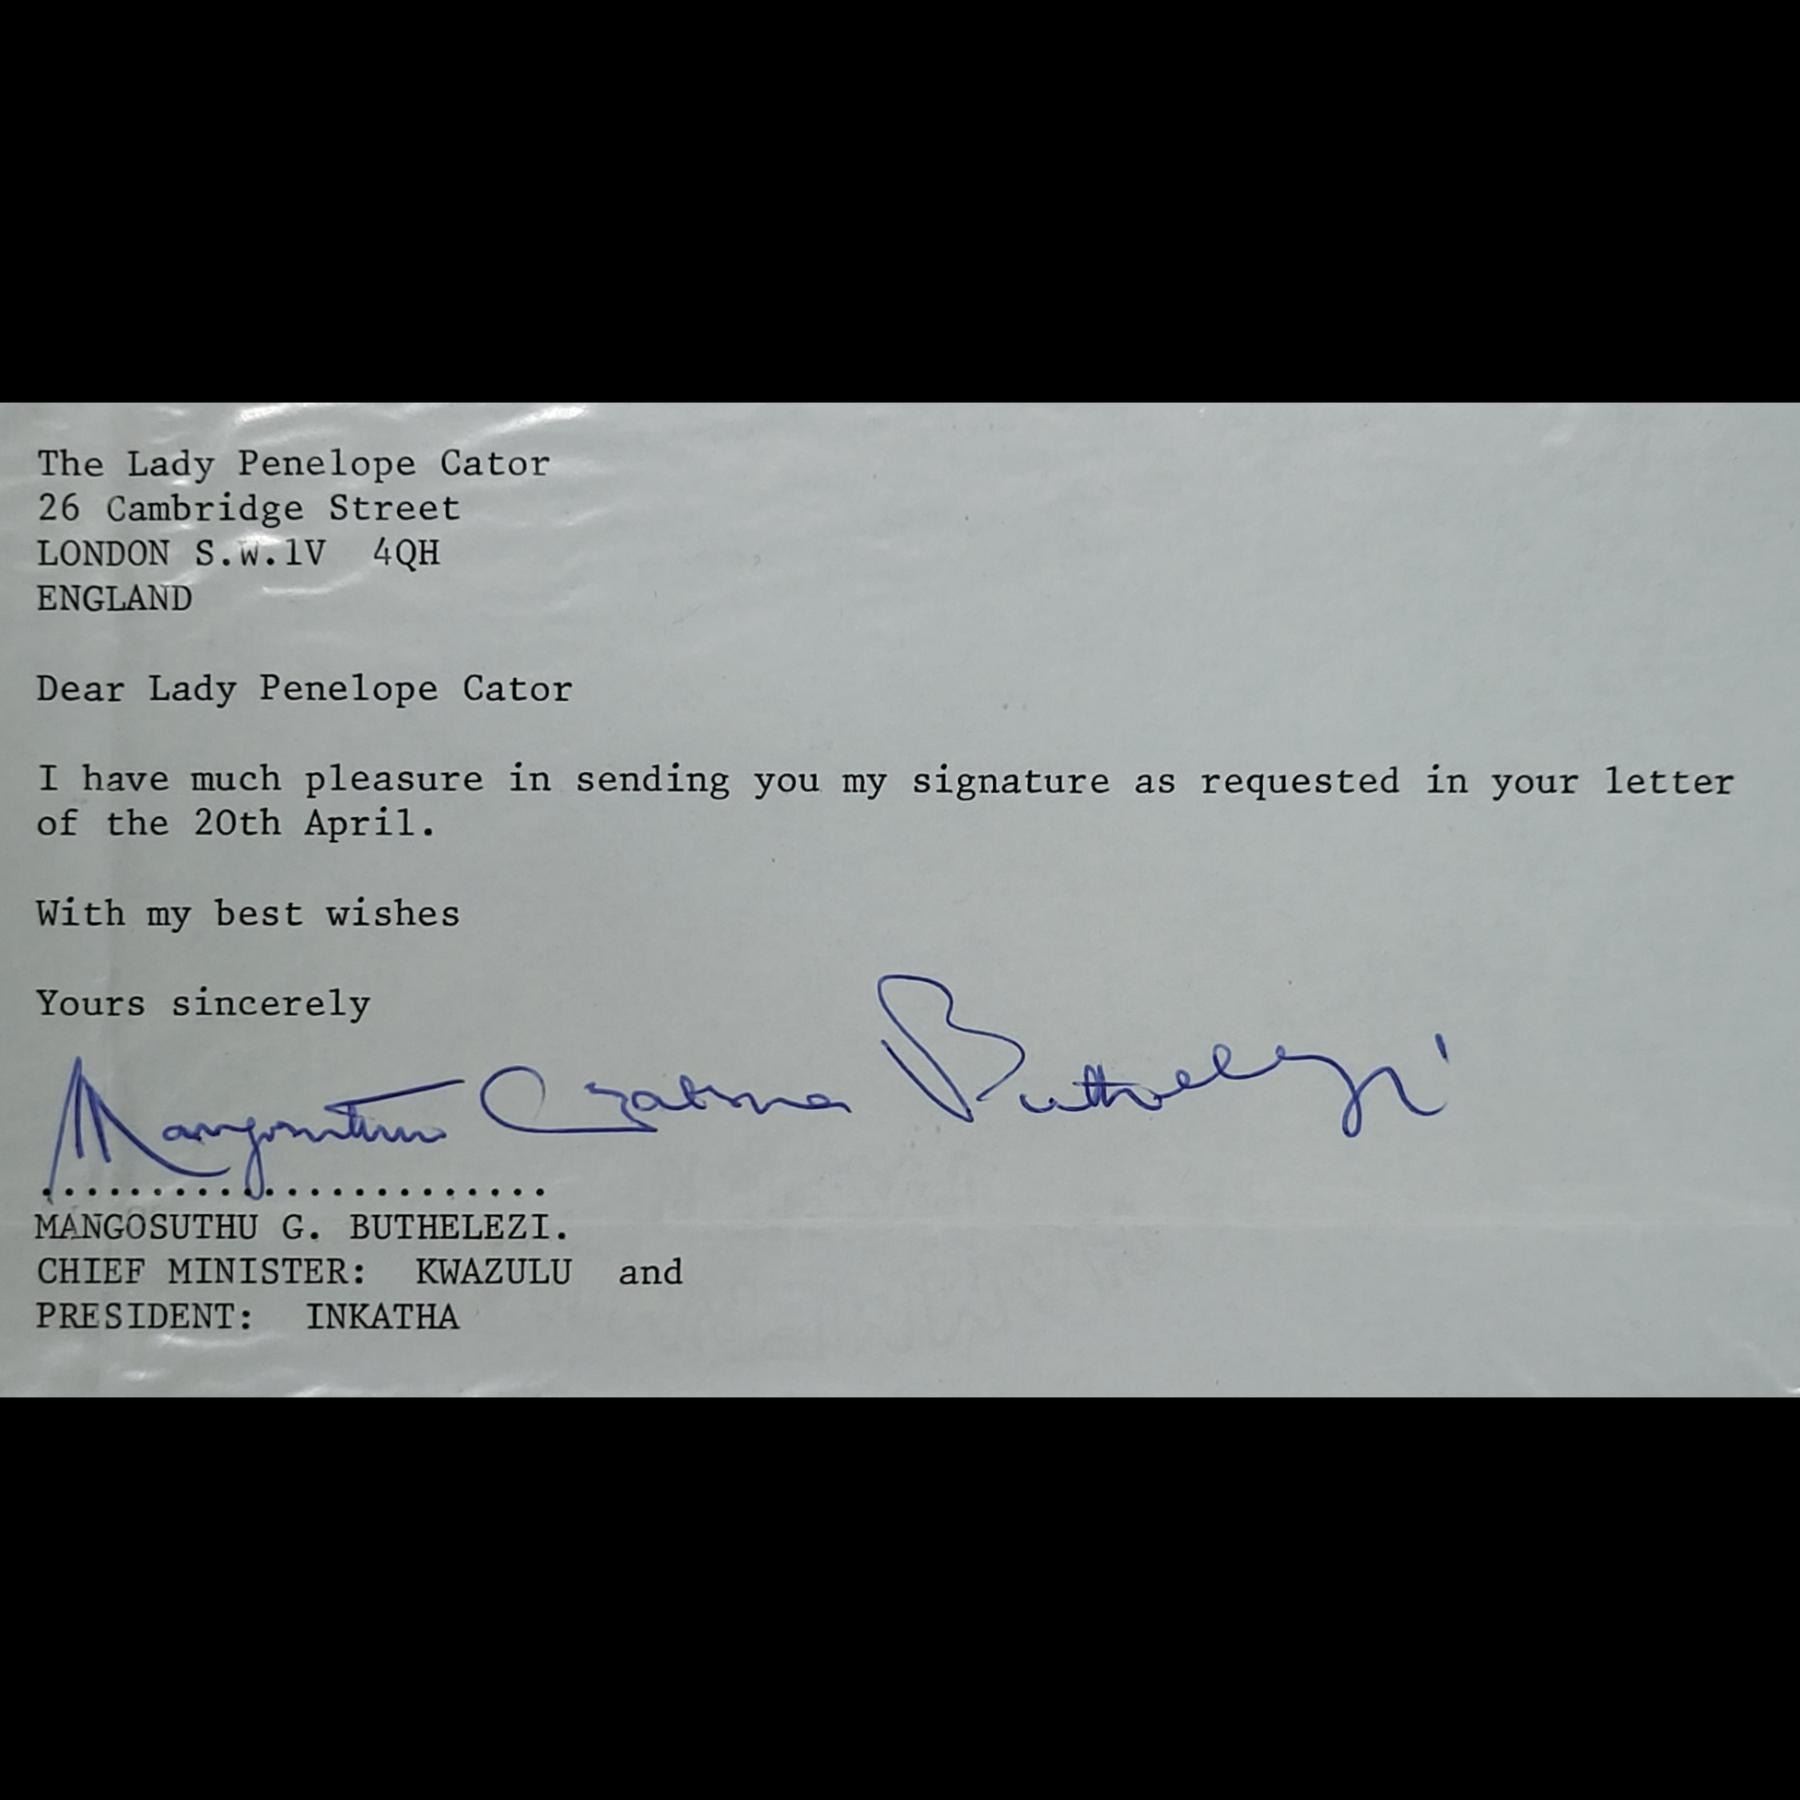 The Lady Penelope Cator
26 Cambridge Street
LONDON S.W.1V 4QH
ENGLAND
Dear Lady Penelope Cator
I have much pleasure in sending you my signature as requested in your letter
of the 20th April.
With my best wishes
Yours sincerely
Mangosuthu Gatsha Buthelezi
........................
MANGOSUTHU G. BUTHELEZI.
CHIEF MINISTER: KWAZULU and
PRESIDENT: INKATHA